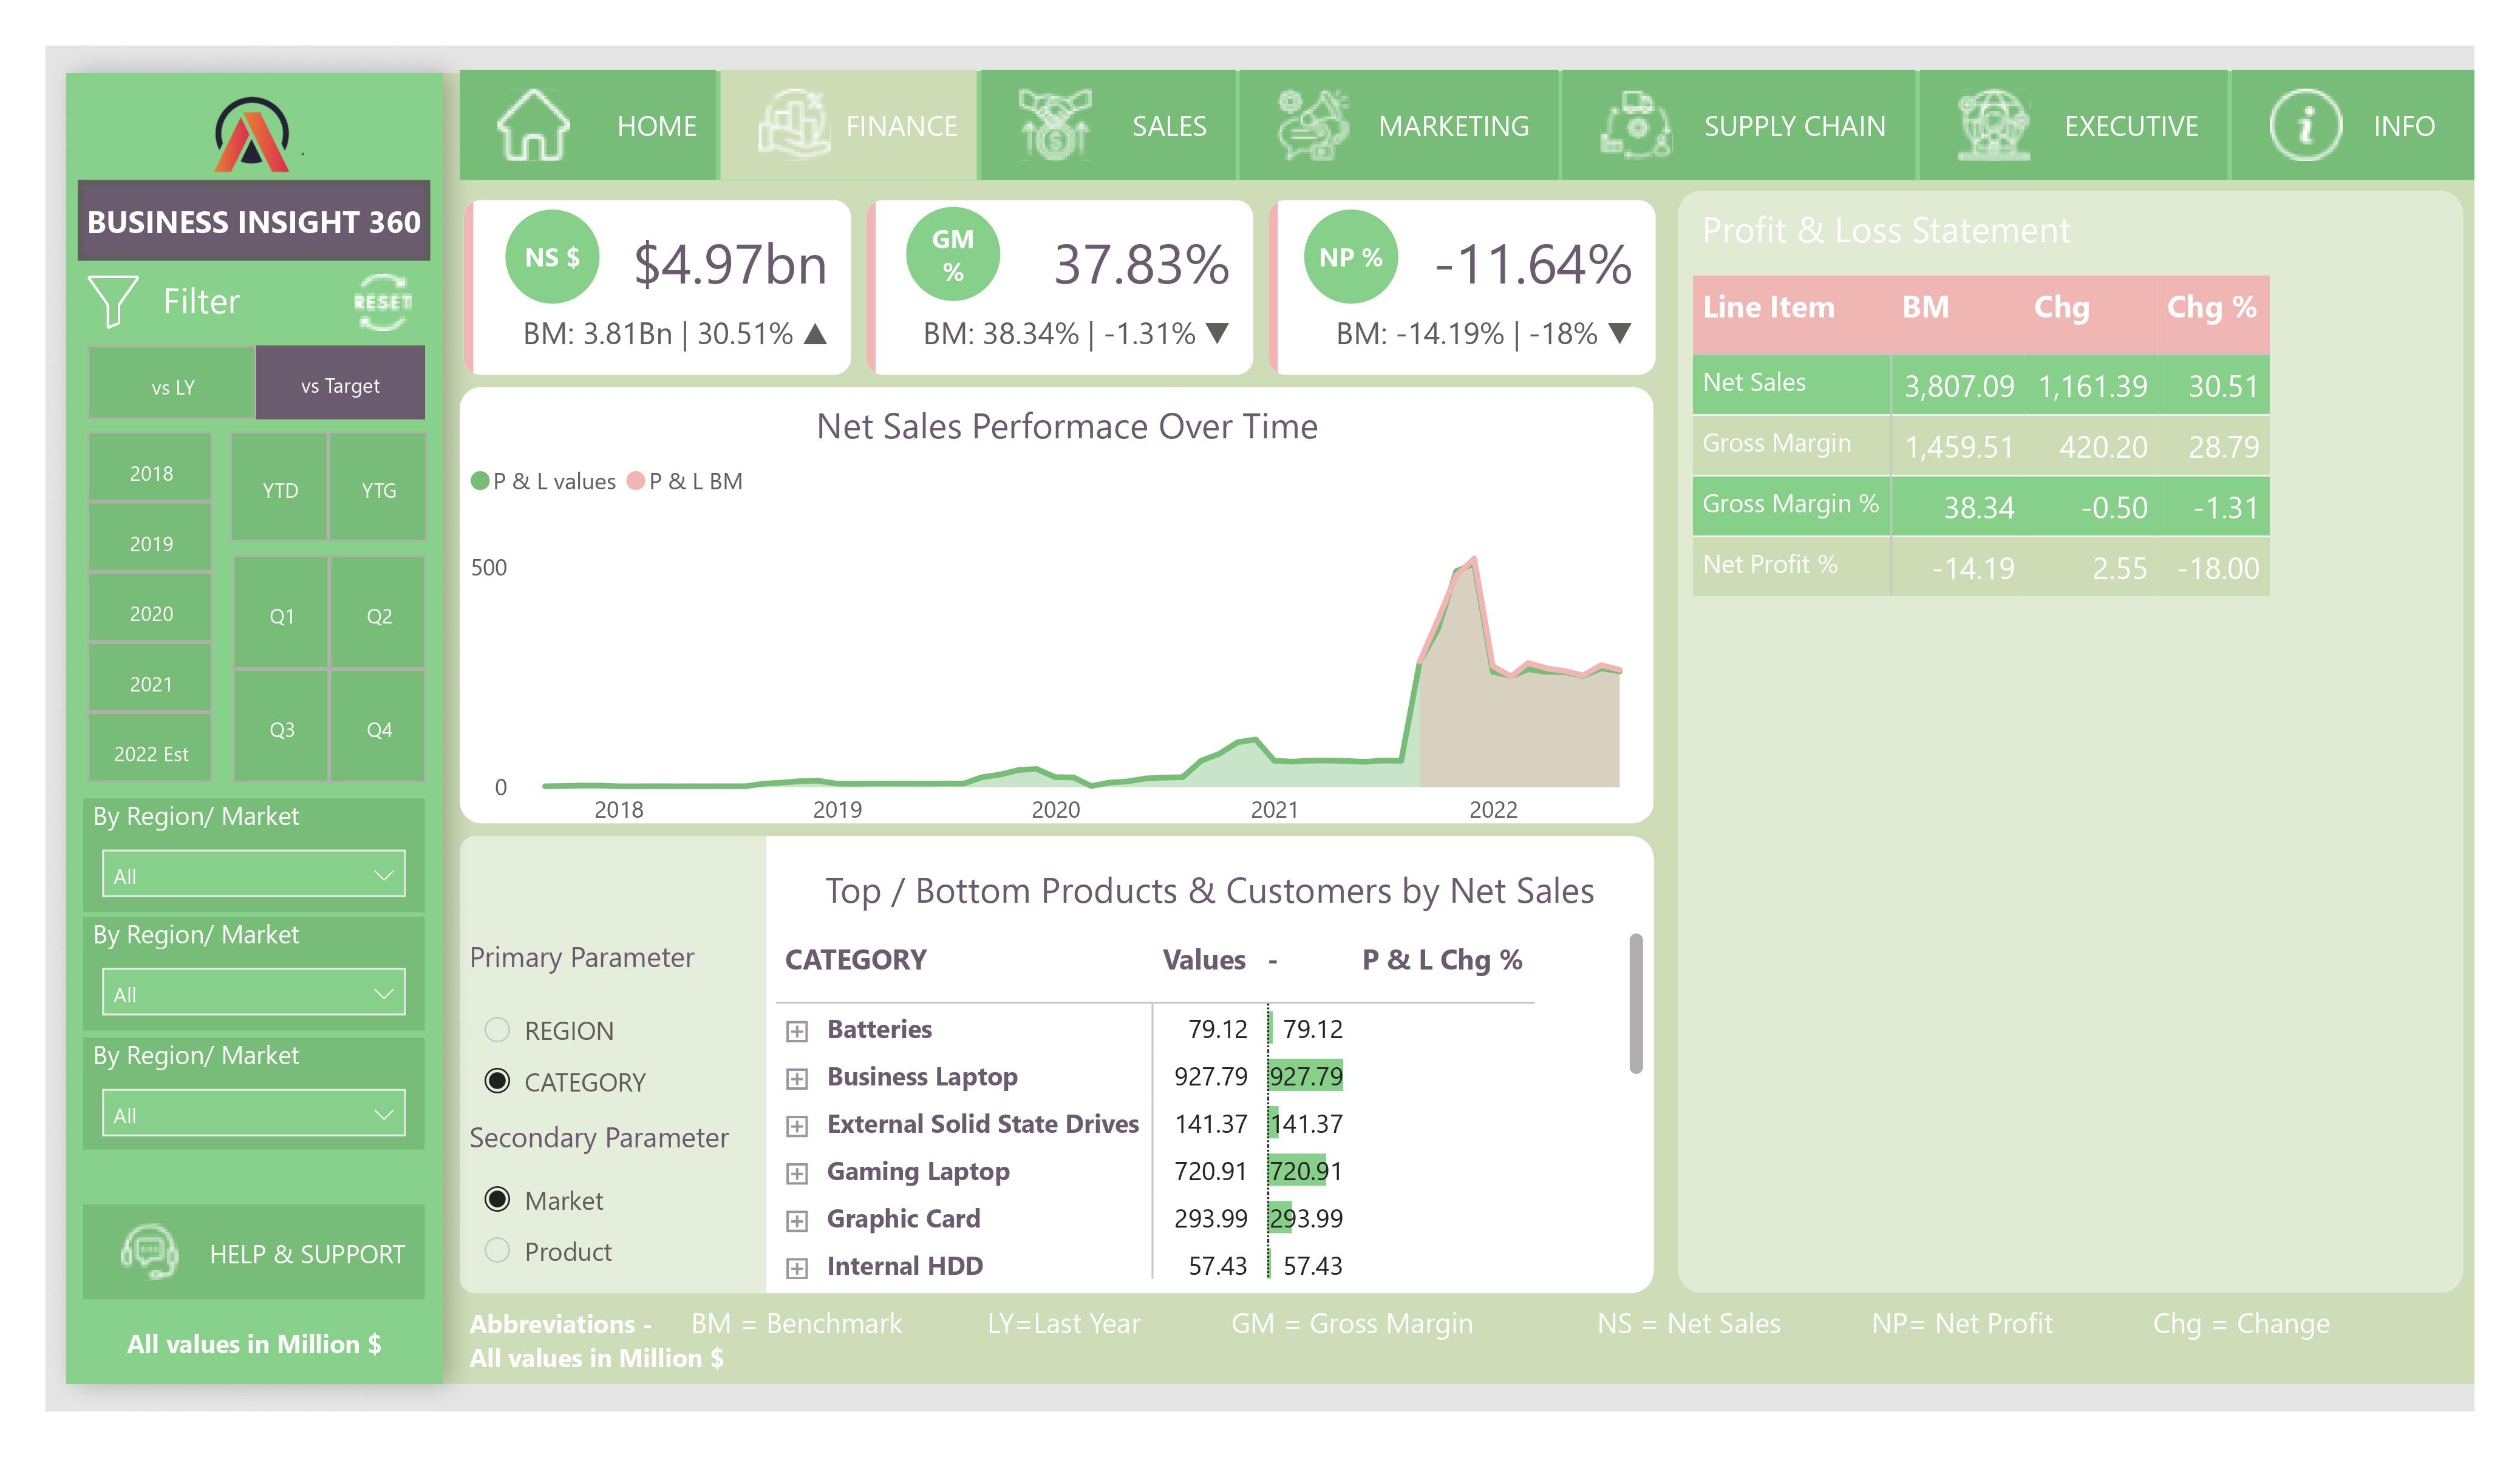 HOME
FINANCE
SALES
MARKETING
SUPPLY CHAIN
EXECUTIVE
INFO
BUSINESS INSIGHT 360
Filter
RESET
vs LY
vs Target
2018
2019
2020
2021
2022 Est
YTD
YTG
Q1
Q2
Q3
Q4
By Region/ Market
All
By Region/ Market
All
By Region/ Market
All
HELP & SUPPORT
All values in Million $
NS $
$4.97bn
BM: 3.81Bn | 30.51% ▲
GM
%
37.83%
BM: 38.34% | -1.31% ▼
NP %
-11.64%
BM: -14.19% | -18% ▼
Net Sales Performace Over Time
P & L values P & L BM
500
0
2018 2019 2020 2021 2022
Primary Parameter
REGION
CATEGORY
Secondary Parameter
Market
Product
Top / Bottom Products & Customers by Net Sales
CATEGORY Values - P & L Chg %
Batteries 79.12 79.12
Business Laptop 927.79 927.79
External Solid State Drives 141.37 141.37
Gaming Laptop 720.91 720.91
Graphic Card 293.99 293.99
Internal HDD 57.43 57.43
Profit & Loss Statement
Line Item BM Chg Chg %
Net Sales 3,807.09 1,161.39 30.51
Gross Margin 1,459.51 420.20 28.79
Gross Margin % 38.34 -0.50 -1.31
Net Profit % -14.19 2.55 -18.00
Abbreviations - BM = Benchmark LY=Last Year GM = Gross Margin NS = Net Sales NP= Net Profit Chg = Change
All values in Million $